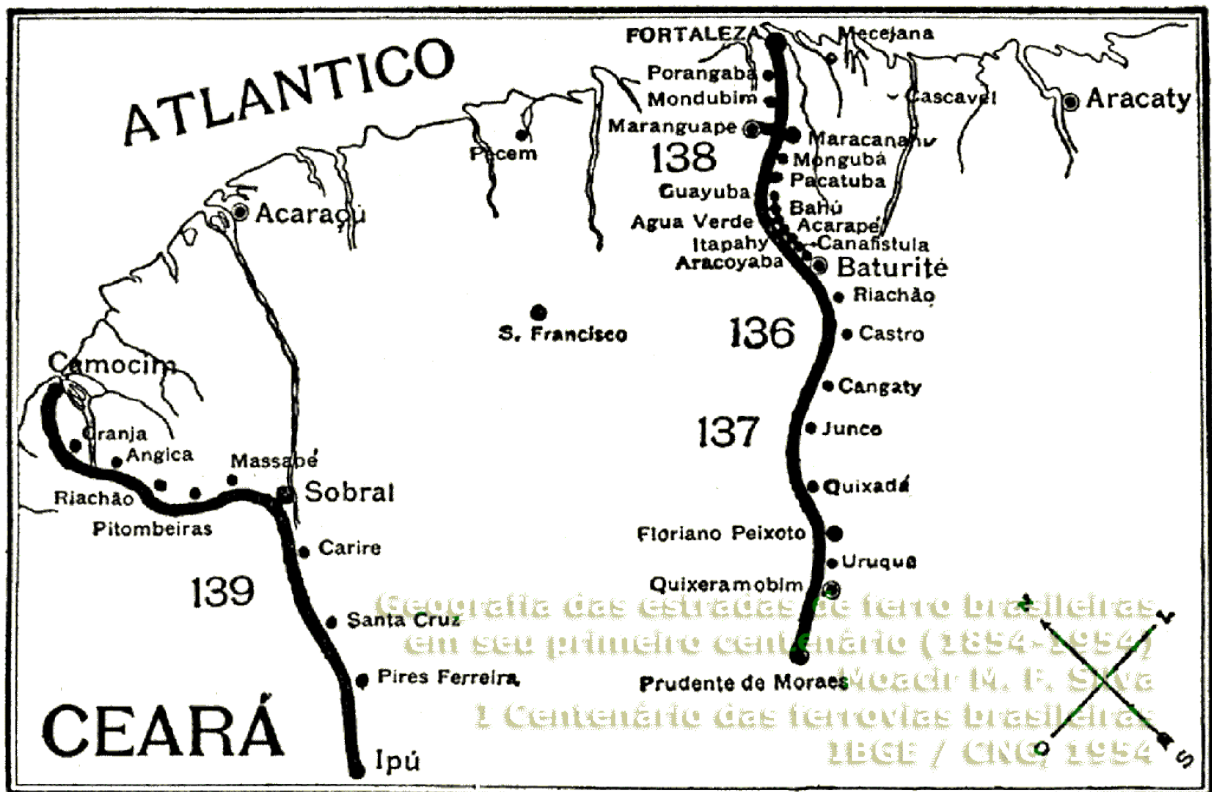 ATLANTICO
FORTALEZA
Mecejana
Porangaba
Mondubim
Cascavel
Aracaty
Maranguape
Maracanahu
Pecem
138
Mongubá
Pacatuba
Guayuba
Bahú
Acaraçú
Agua Verde
Acarapé
Itapahy
Canafistula
Aracoyaba
Baturité
Riachão
S. Francisco
136
Castro
Camocim
Cangaty
137
Junco
Granja
Angica
Massapé
Riachão
Sobral
Quixadá
Pitombeiras
Floriano Peixoto
Carire
Uruquê
139
Quixeramobim
Santa Cruz
Pires Ferreira
Prudente de Moraes
CEARÁ
Ipú
Geografia das estradas de ferro brasileiras
em seu primeiro centenário (1854-1954)
Moacir M. F. Silva
I Centenário das ferrovias brasileiras
IBGE / CNG, 1954
N
L
O
S